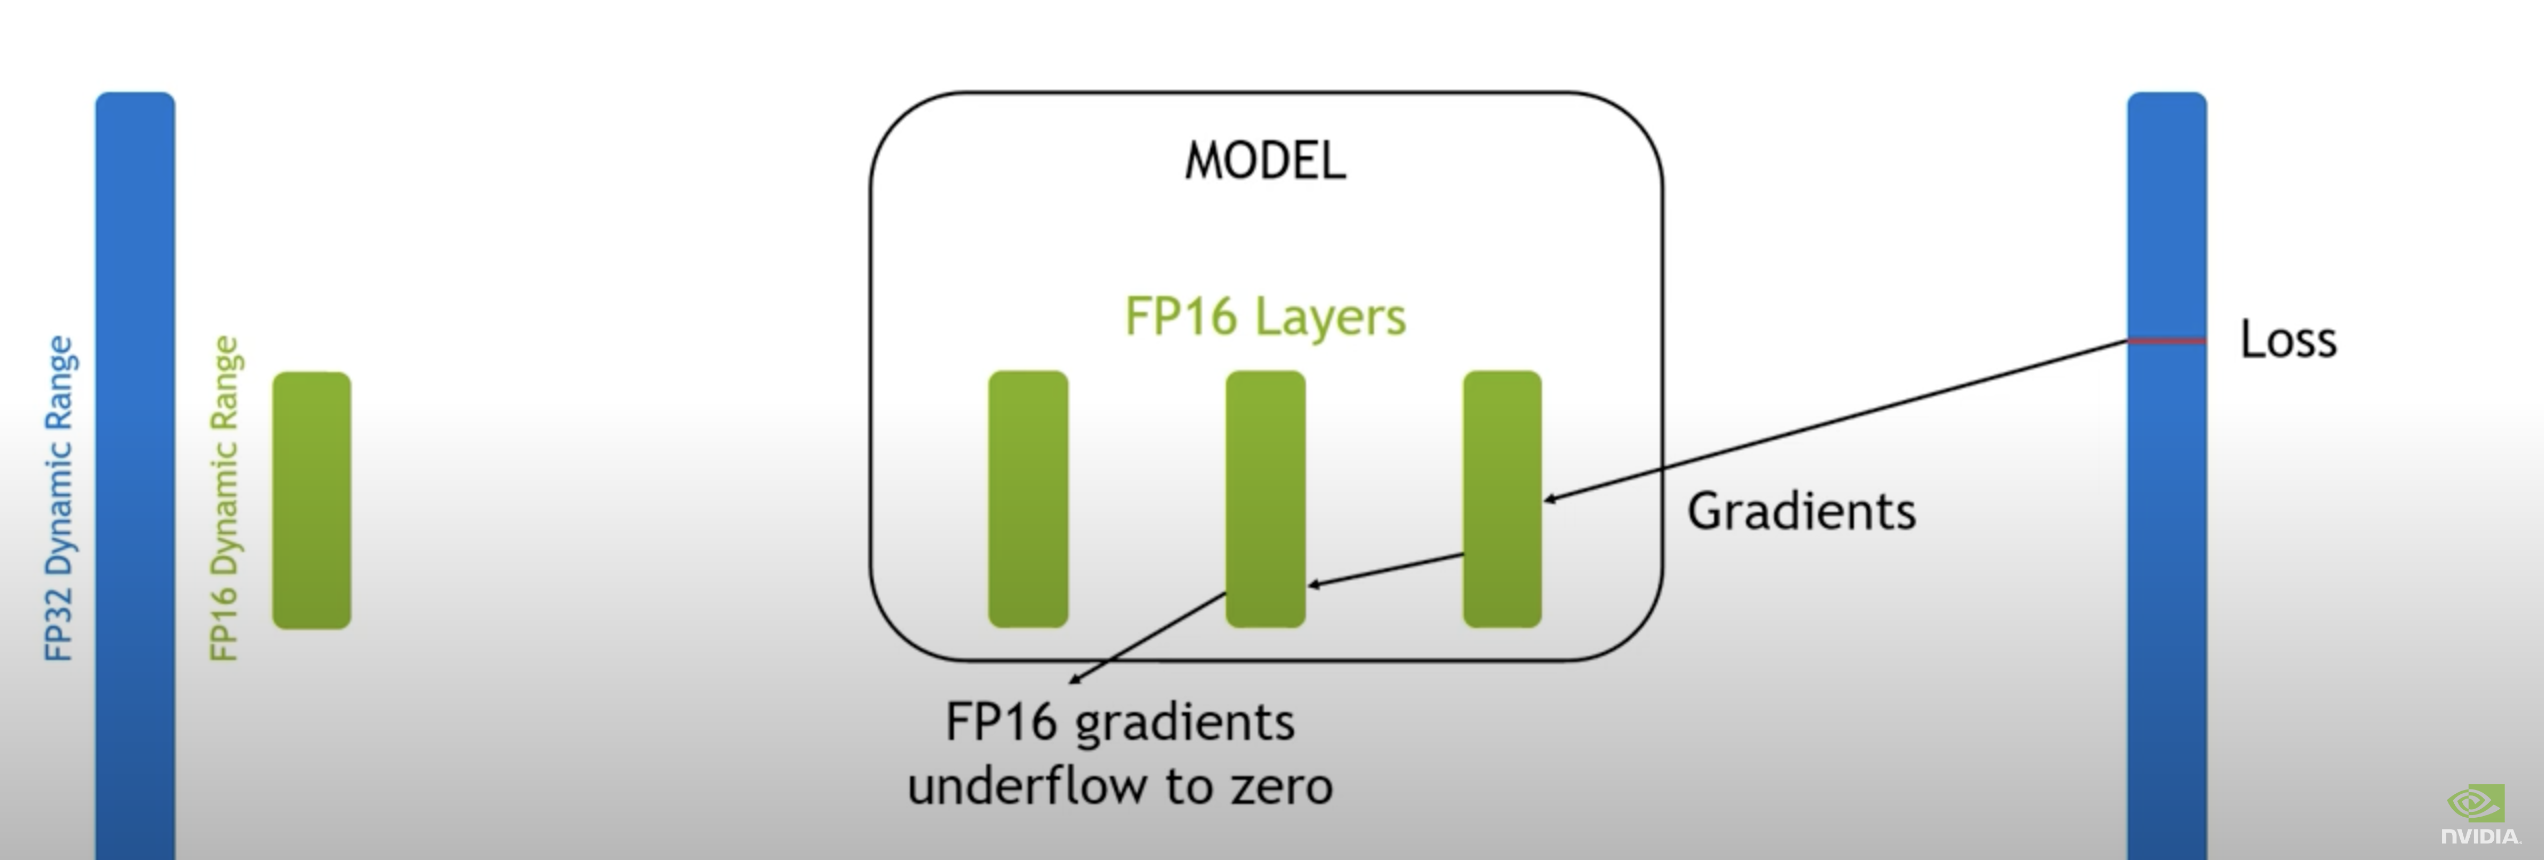 FP32 Dynamic Range
FP16 Dynamic Range
MODEL
FP16 Layers
Loss
Gradients
FP16 gradients
underflow to zero
NVIDIA.